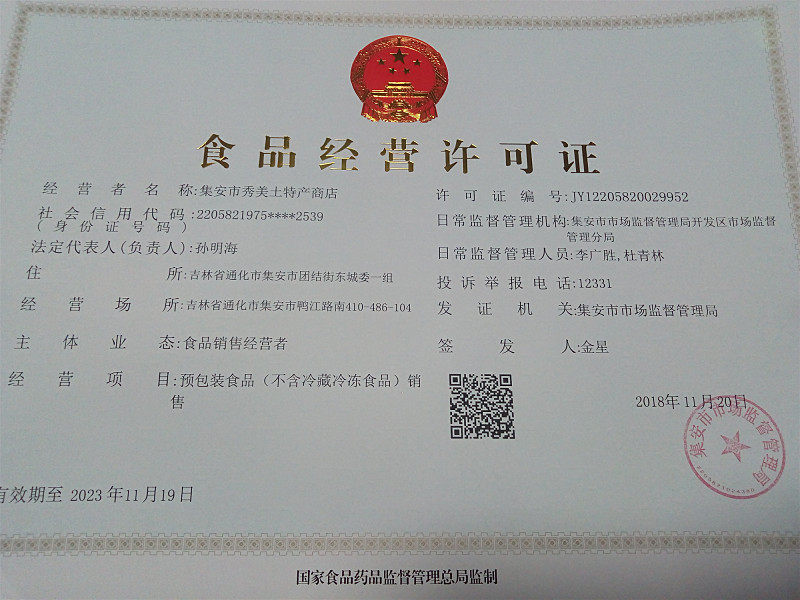 食品经营许可证
经营者名称:集安市秀美土特产商店
社会信用代码:2205821975****2539
(身份证号码)
法定代表人(负责人):孙明海
住所:吉林省通化市集安市团结街东城委一组
经营场所:吉林省通化市集安市鸭江路南410-486-104
主体业态:食品销售经营者
经营项目:预包装食品（不含冷藏冷冻食品）销
售
许可证编号:JY12205820029952
日常监督管理机构:集安市市场监督管理局开发区市场监督
管理分局
日常监督管理人员:李广胜,杜青林
投诉举报电话:12331
发证机关:集安市市场监督管理局
签发人:金星
2018年11月20日
集安市市场监督管理局
有效期至 2023年11月19日
国家食品药品监督管理总局监制